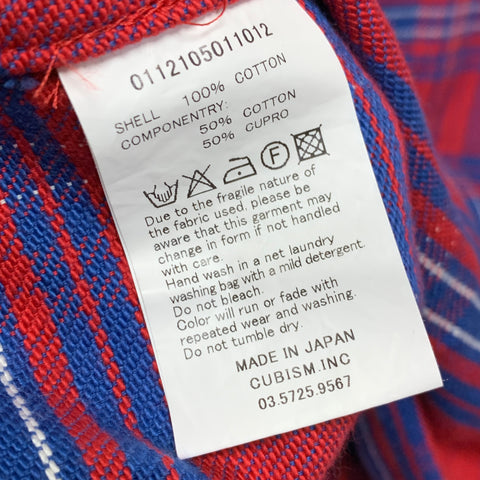 0112105011012
SHELL 100% COTTON
COMPONENTRY:
50% COTTON
50% CUPRO
F
Due to the fragile nature of
the fabric used, please be
aware that this garment may
change in form if not handled
with care.
Hand wash in a net laundry
washing bag with a mild detergent.
Do not bleach.
Color will run or fade with
repeated wear and washing.
Do not tumble dry.
MADE IN JAPAN
CUBISM.INC
03.5725.9567